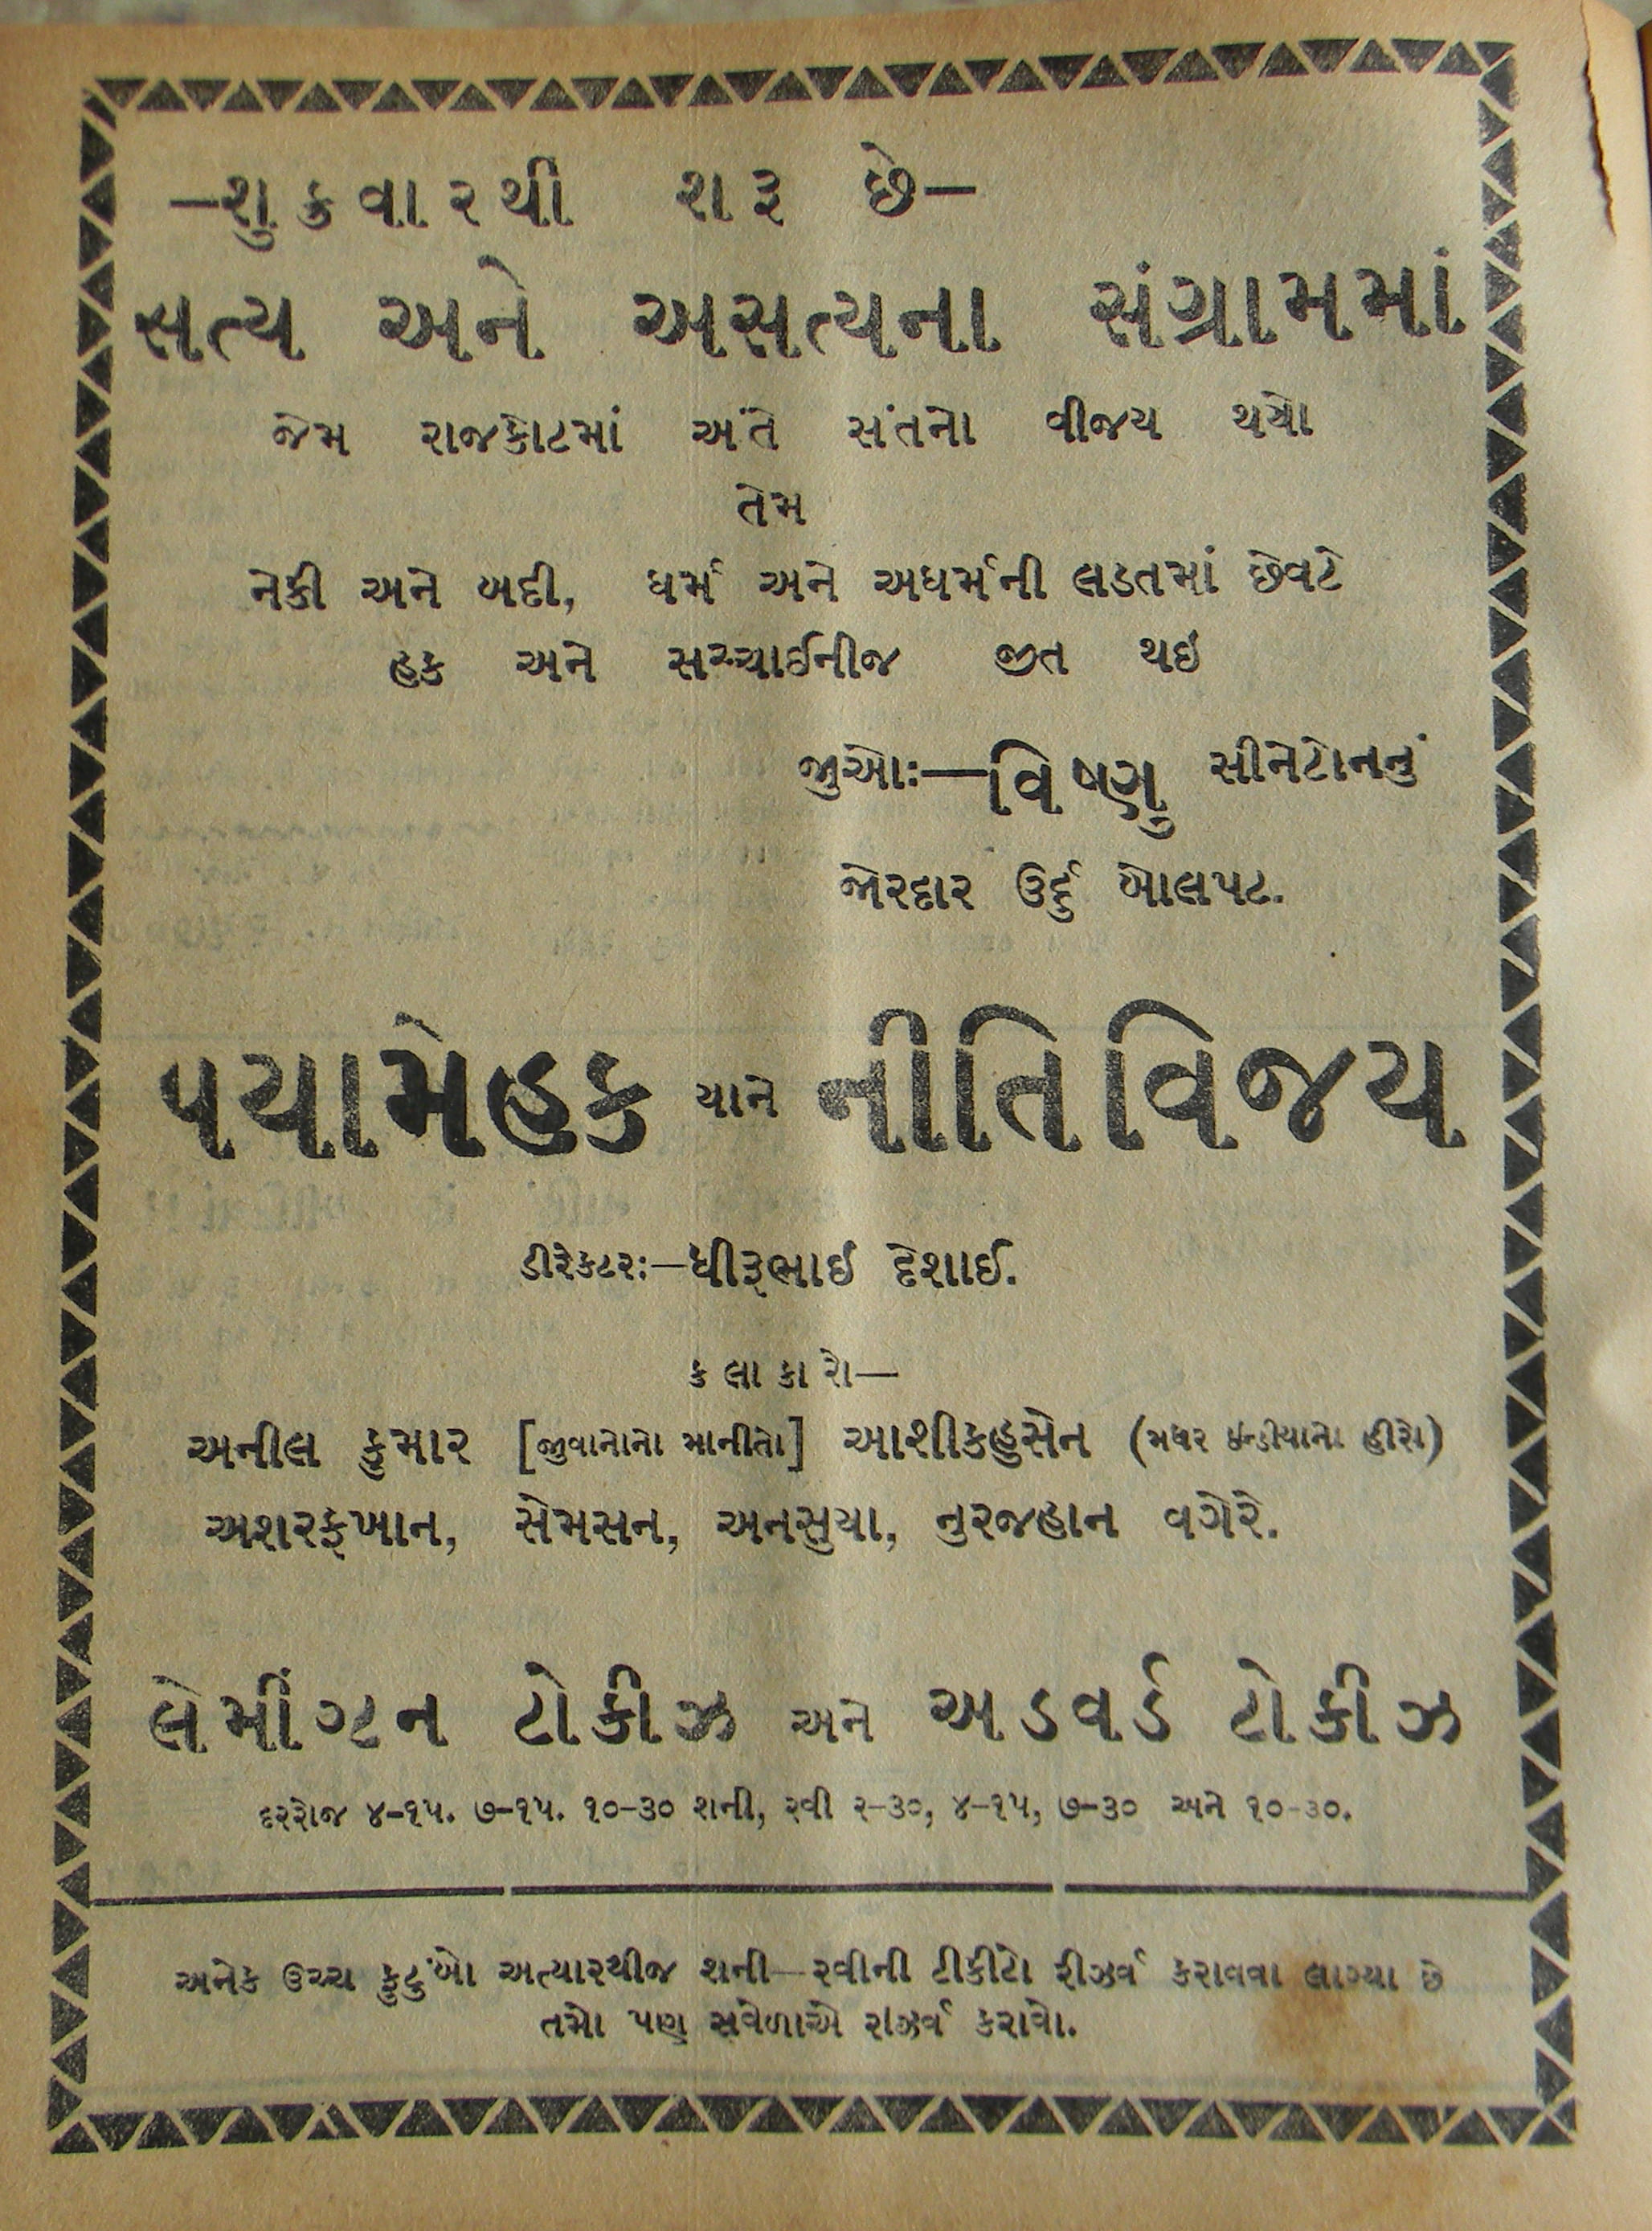 —શુક્રવારથી શરૂ છે—
સત્ય અને અસત્યના સંગ્રામમાં
જેમ રાજકોટમાં અંતે સંતનો વીજય થયો
તેમ
નેકી અને બદી, ધર્મ અને અધર્મની લડતમાં છેવટે
હક અને સચ્ચાઈનીજ જીત થઇ
જુઓઃ—વિષ્ણુ સીનેટોનનું
જોરદાર ઉર્દુ બોલપટ.
પયામેહક યાને નીતિવિજય
ડીરેકટરઃ—ધીરૂભાઈ દેશાઈ.
કલાકારો—
અનીલ કુમાર [જીવાનોનો માનીતો] આશીકહુસેન (મધર ઇન્ડીયાનો હીરો)
અશરફખાન, સેમસન, અનસુયા, નુરજહાન વગેરે.
લેમીંગ્ટન ટોકીઝ અને અડવર્ડ ટોકીઝ
દરરોજ ૪–૧૫. ૭–૧૫. ૧૦–૩૦ શની, રવી ૨–૩૦, ૪–૧૫, ૭–૩૦ અને ૧૦-૩૦.
અનેક ઉચ્ચ કુટુંબો અત્યારથીજ શની—રવીની ટીકીટો રીઝર્વ કરાવવા લાગ્યા છે
તમો પણ સવેળાએ રીઝર્વ કરાવો.